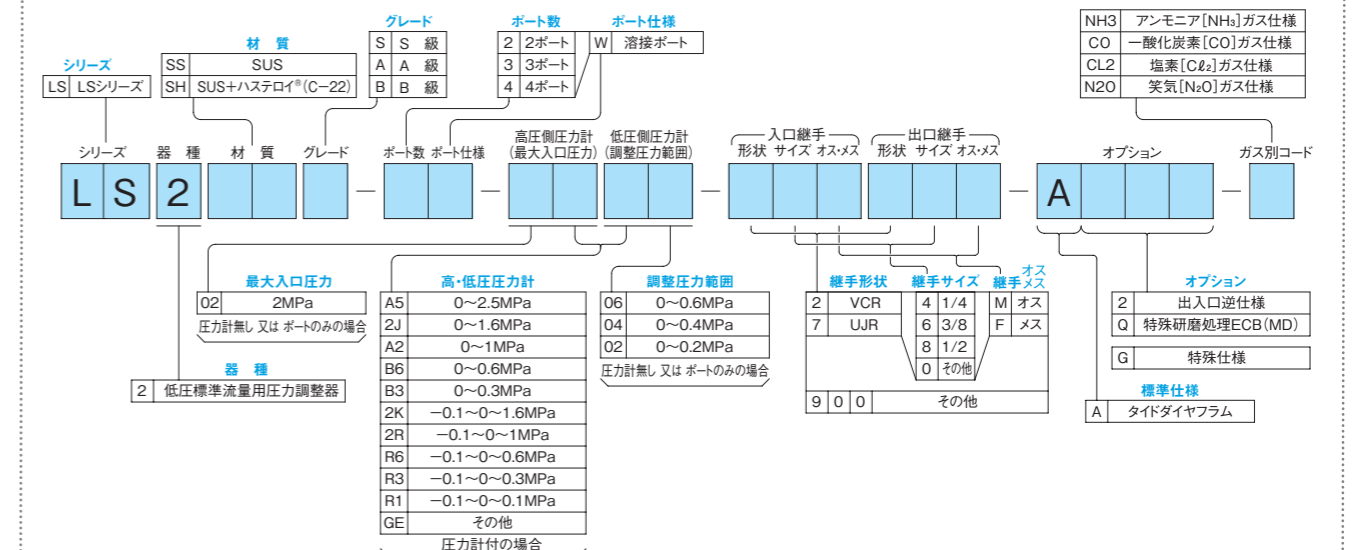 NH3 アンモニア[NH₃]ガス仕様
CO 一酸化炭素[CO]ガス仕様
CL2 塩素[Cℓ₂]ガス仕様
N2O 笑気[N₂O]ガス仕様
シリーズ
LS LSシリーズ
材 質
SS SUS
SH SUS+ハステロイ®(C−22)
グレード
S S 級
A A 級
B B 級
ポート数
2 2ポート
3 3ポート
4 4ポート
ポート仕様
W 溶接ポート
シリーズ 器 種 材 質 グレード ポート数 ポート仕様
高圧側圧力計 低圧側圧力計
(最大入口圧力) (調整圧力範囲)
入口継手 出口継手
形状 サイズ オス・メス 形状 サイズ オス・メス
オプション ガス別コード
L S 2 — — — — A —
最大入口圧力
02 2MPa
圧力計無し 又は ポートのみの場合
器 種
2 低圧標準流量用圧力調整器
高・低圧圧力計
A5 0〜2.5MPa
2J 0〜1.6MPa
A2 0〜1MPa
B6 0〜0.6MPa
B3 0〜0.3MPa
2K −0.1〜0〜1.6MPa
2R −0.1〜0〜1MPa
R6 −0.1〜0〜0.6MPa
R3 −0.1〜0〜0.3MPa
R1 −0.1〜0〜0.1MPa
GE その他
圧力計付の場合
調整圧力範囲
06 0〜0.6MPa
04 0〜0.4MPa
02 0〜0.2MPa
圧力計無し 又は ポートのみの場合
継手形状
2 VCR
7 UJR
継手サイズ
4 1/4
6 3/8
8 1/2
0 その他
継手オスメス
M オス
F メス
9 0 0 その他
オプション
2 出入口逆仕様
Q 特殊研磨処理ECB(MD)
G 特殊仕様
標準仕様
A タイドダイヤフラム